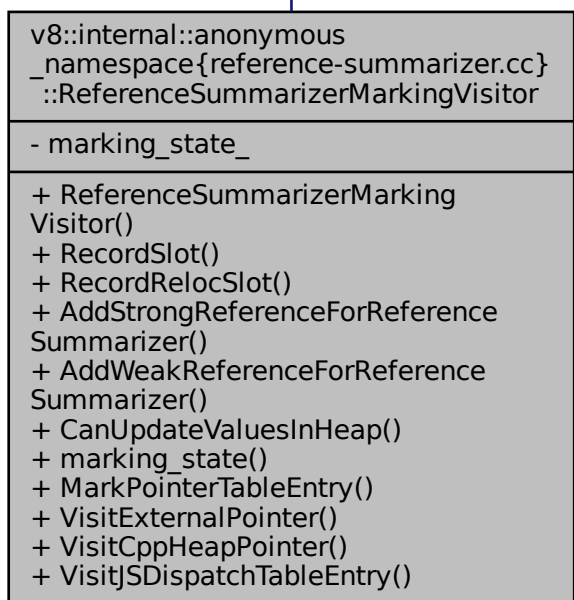 v8::internal::anonymous
_namespace{reference-summarizer.cc}
::ReferenceSummarizerMarkingVisitor
- marking_state_
+ ReferenceSummarizerMarking
Visitor()
+ RecordSlot()
+ RecordRelocSlot()
+ AddStrongReferenceForReference
Summarizer()
+ AddWeakReferenceForReference
Summarizer()
+ CanUpdateValuesInHeap()
+ marking_state()
+ MarkPointerTableEntry()
+ VisitExternalPointer()
+ VisitCppHeapPointer()
+ VisitJSDispatchTableEntry()